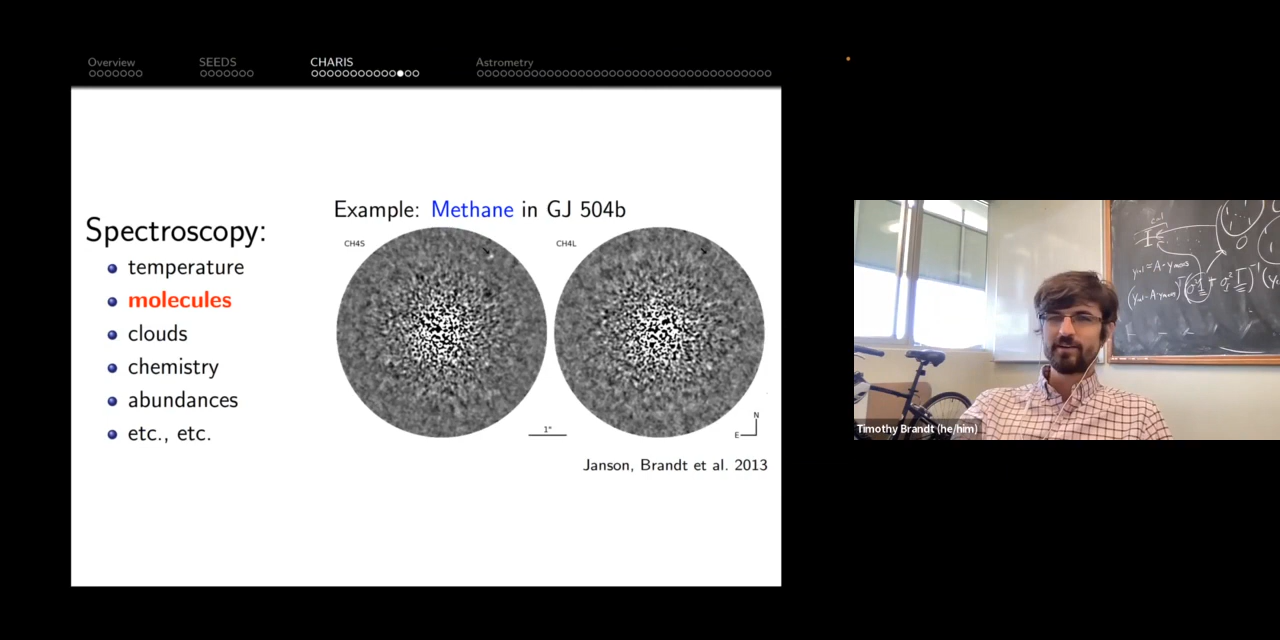 Overview SEEDS CHARIS Astrometry
Example: Methane in GJ 504b
Spectroscopy:
CH4S CH4L
temperature
molecules
clouds
chemistry
abundances
etc., etc.
1"
N
E
Janson, Brandt et al. 2013
Timothy Brandt (he/him)